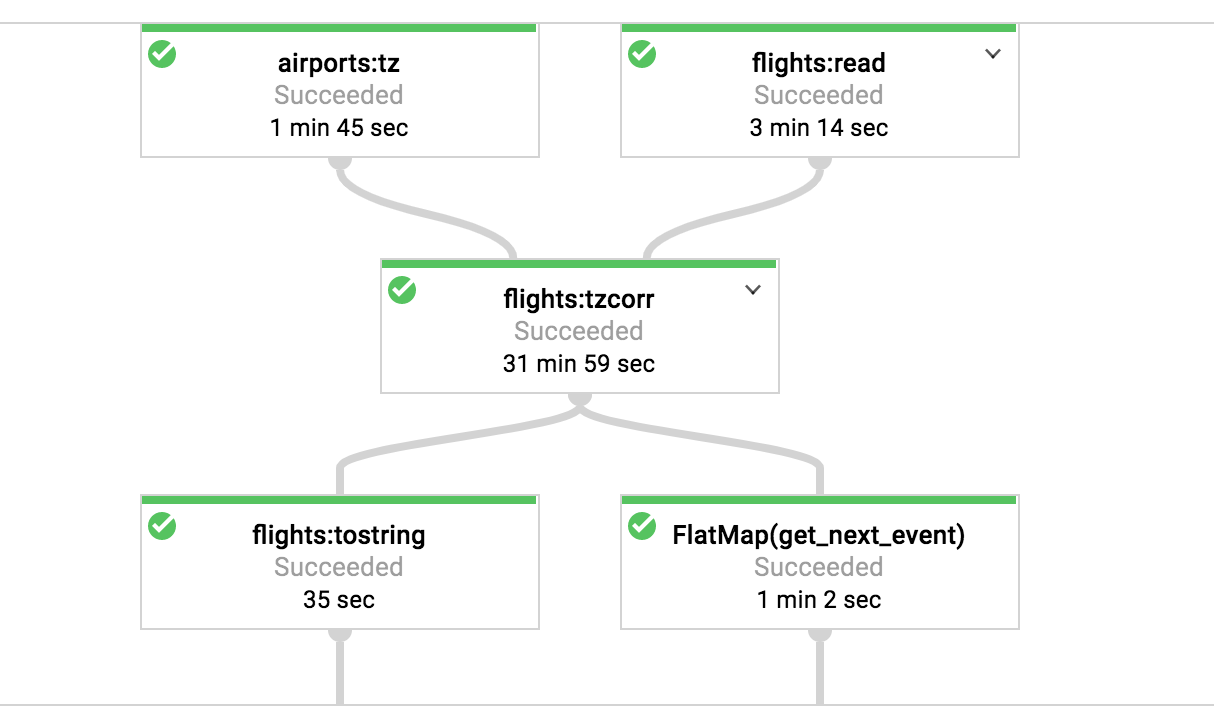 airports:tz
Succeeded
1 min 45 sec
flights:read
Succeeded
3 min 14 sec
flights:tzcorr
Succeeded
31 min 59 sec
flights:tostring
Succeeded
35 sec
FlatMap(get_next_event)
Succeeded
1 min 2 sec